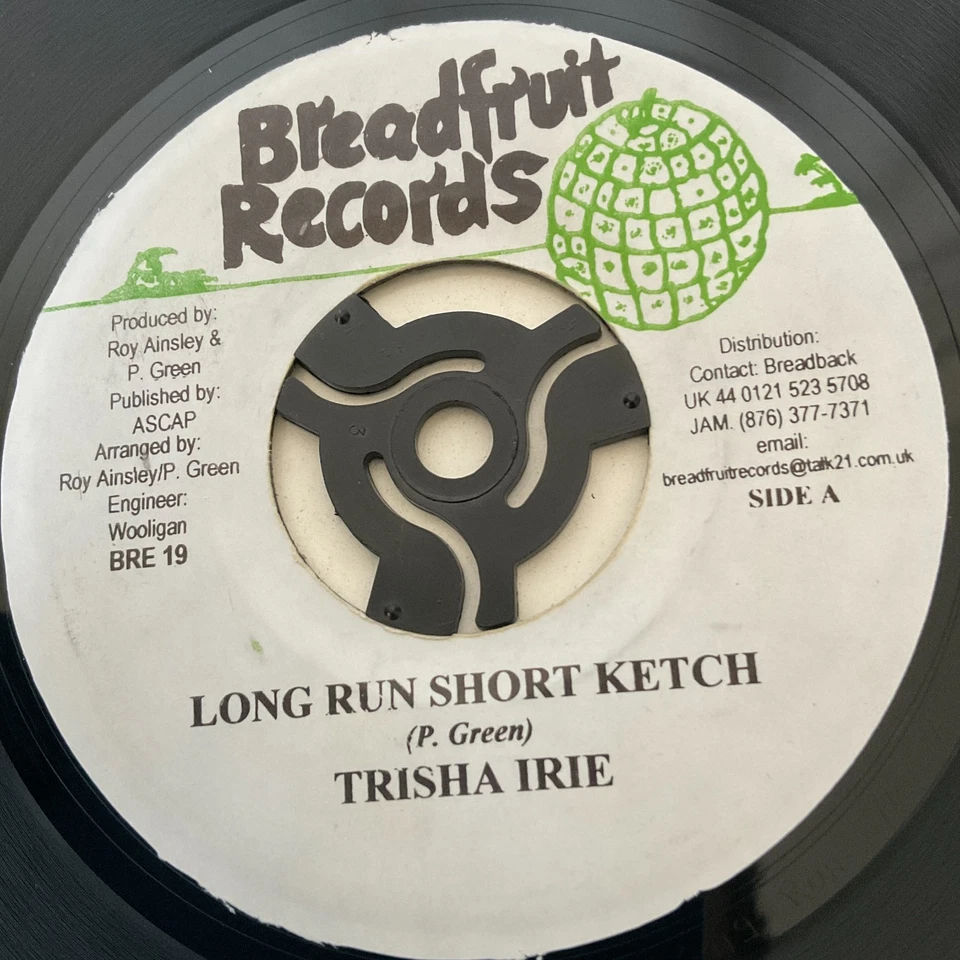 Breadfruit
Records
Produced by:
Roy Ainsley &
P. Green
Published by:
ASCAP
Arranged by:
Roy Ainsley/P. Green
Engineer:
Wooligan
BRE 19
Distribution:
Contact: Breadback
UK 44 0121 523 5708
JAM. (876) 377-7371
email:
breadfruitrecords@talk21.com.uk
SIDE A
LONG RUN SHORT KETCH
(P. Green)
TRISHA IRIE